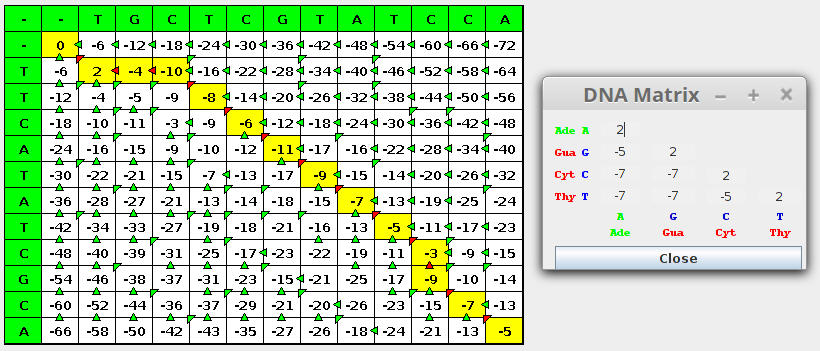 - - T G C T C G T A T C C A
- 0 -6 -12 -18 -24 -30 -36 -42 -48 -54 -60 -66 -72
T -6 2 -4 -10 -16 -22 -28 -34 -40 -46 -52 -58 -64
T -12 -4 -5 -9 -8 -14 -20 -26 -32 -38 -44 -50 -56
C -18 -10 -11 -3 -9 -6 -12 -18 -24 -30 -36 -42 -48
A -24 -16 -15 -9 -10 -12 -11 -17 -16 -22 -28 -34 -40
T -30 -22 -21 -15 -7 -13 -17 -9 -15 -14 -20 -26 -32
A -36 -28 -27 -21 -13 -14 -18 -15 -7 -13 -19 -25 -24
T -42 -34 -33 -27 -19 -18 -21 -16 -13 -5 -11 -17 -23
C -48 -40 -39 -31 -25 -17 -23 -22 -19 -11 -3 -9 -15
G -54 -46 -38 -37 -31 -23 -15 -21 -25 -17 -9 -10 -14
C -60 -52 -44 -36 -37 -29 -21 -20 -26 -23 -15 -7 -13
A -66 -58 -50 -42 -43 -35 -27 -26 -18 -24 -21 -13 -5
DNA Matrix
Ade A 2
Gua G -5 2
Cyt C -7 -7 2
Thy T -7 -7 -5 2
A G C T
Ade Gua Cyt Thy
Close